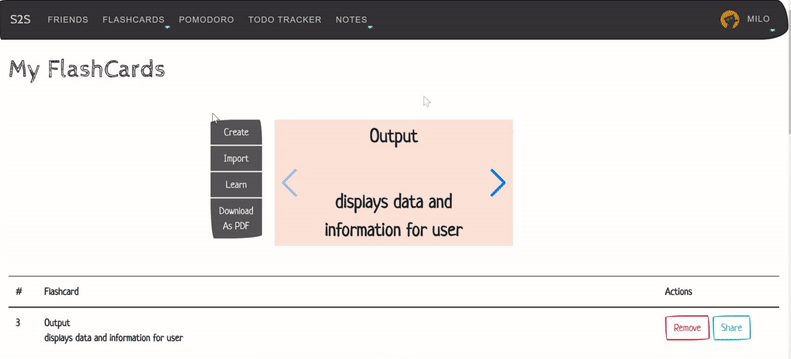 S2S FRIENDS FLASHCARDS POMODORO TODO TRACKER NOTES MILO
My FlashCards
Create
Import
Learn
Download
As PDF
Output
displays data and
information for user
# Flashcard Actions
3 Output
displays data and information for user
Remove Share